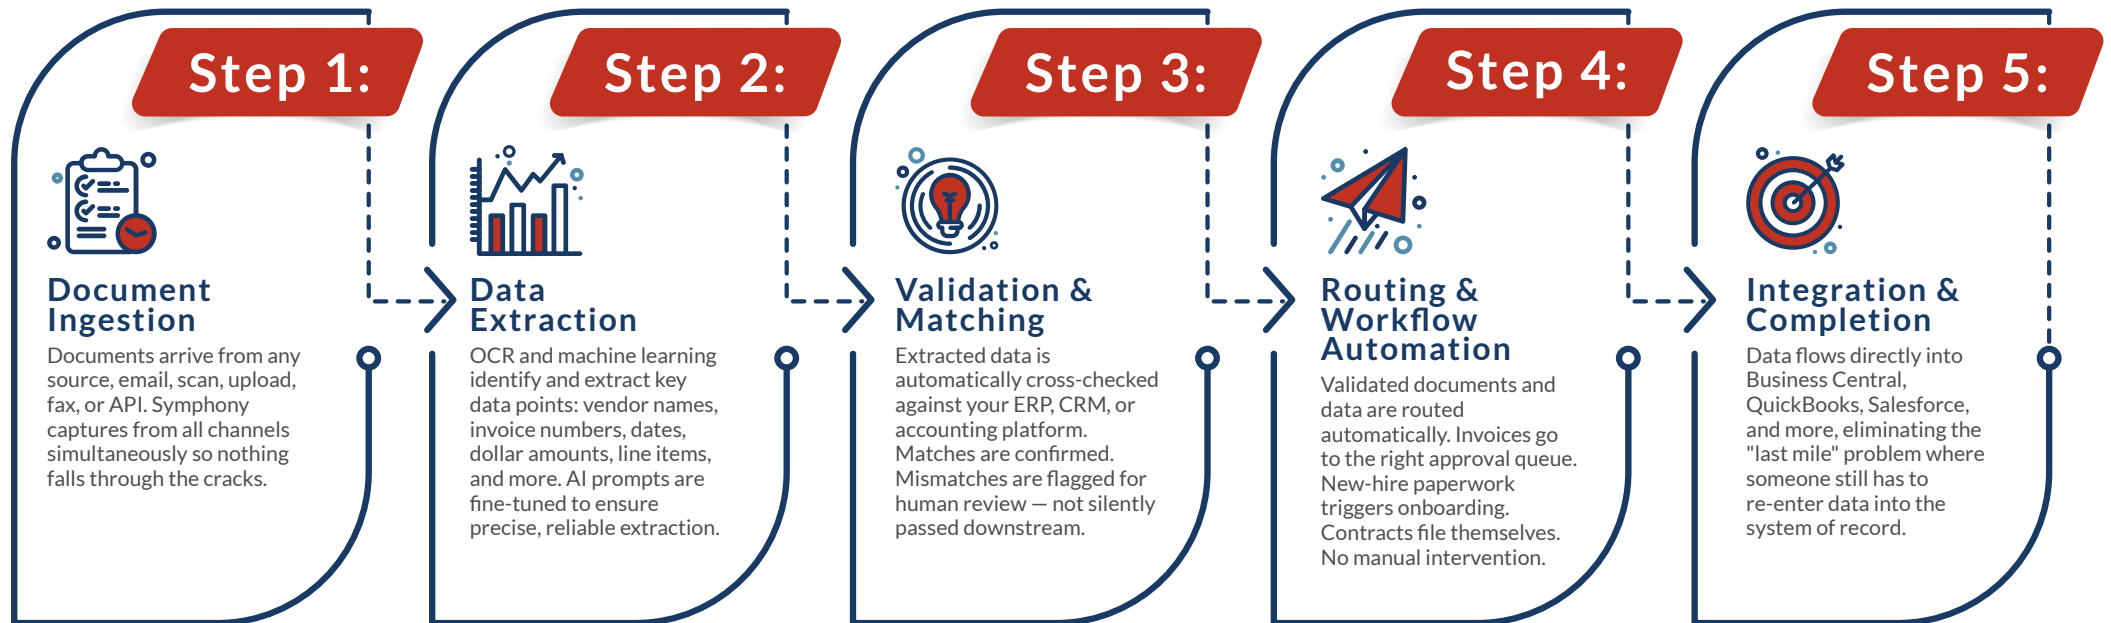 Step 1:
Document
Ingestion
Documents arrive from any
source, email, scan, upload,
fax, or API. Symphony
captures from all channels
simultaneously so nothing
falls through the cracks.
Step 2:
Data
Extraction
OCR and machine learning
identify and extract key
data points: vendor names,
invoice numbers, dates,
dollar amounts, line items,
and more. AI prompts are
fine-tuned to ensure
precise, reliable extraction.
Step 3:
Validation &
Matching
Extracted data is
automatically cross-checked
against your ERP, CRM, or
accounting platform.
Matches are confirmed.
Mismatches are flagged for
human review — not silently
passed downstream.
Step 4:
Routing &
Workflow
Automation
Validated documents and
data are routed
automatically. Invoices go
to the right approval queue.
New-hire paperwork
triggers onboarding.
Contracts file themselves.
No manual intervention.
Step 5:
Integration &
Completion
Data flows directly into
Business Central,
QuickBooks, Salesforce,
and more, eliminating the
"last mile" problem where
someone still has to
re-enter data into the
system of record.